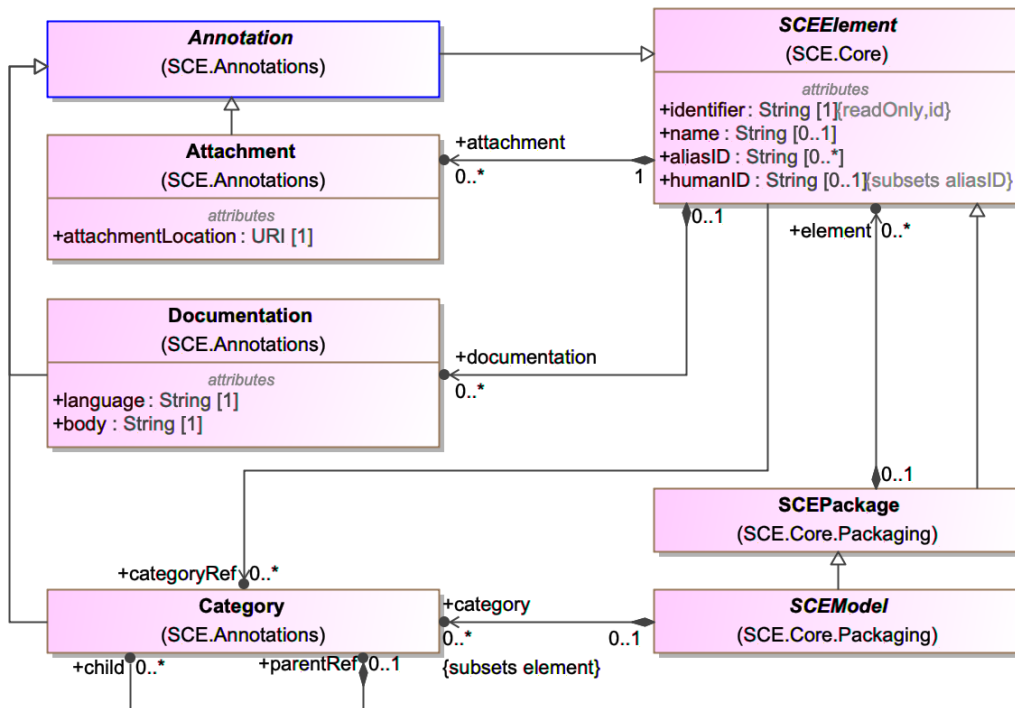 Annotation
(SCE.Annotations)
SCEElement
(SCE.Core)
attributes
+identifier : String [1]{readOnly,id}
+name : String [0..1]
+aliasID : String [0..*]
+humanID : String [0..1]{subsets aliasID}
Attachment
(SCE.Annotations)
attributes
+attachmentLocation : URI [1]
+attachment
0..*
1
0..1
+element
0..*
Documentation
(SCE.Annotations)
attributes
+language : String [1]
+body : String [1]
+documentation
0..*
0..1
SCEPackage
(SCE.Core.Packaging)
+categoryRef
0..*
Category
(SCE.Annotations)
+category
0..*
0..1
{subsets element}
SCEModel
(SCE.Core.Packaging)
+child
0..*
+parentRef
0..1